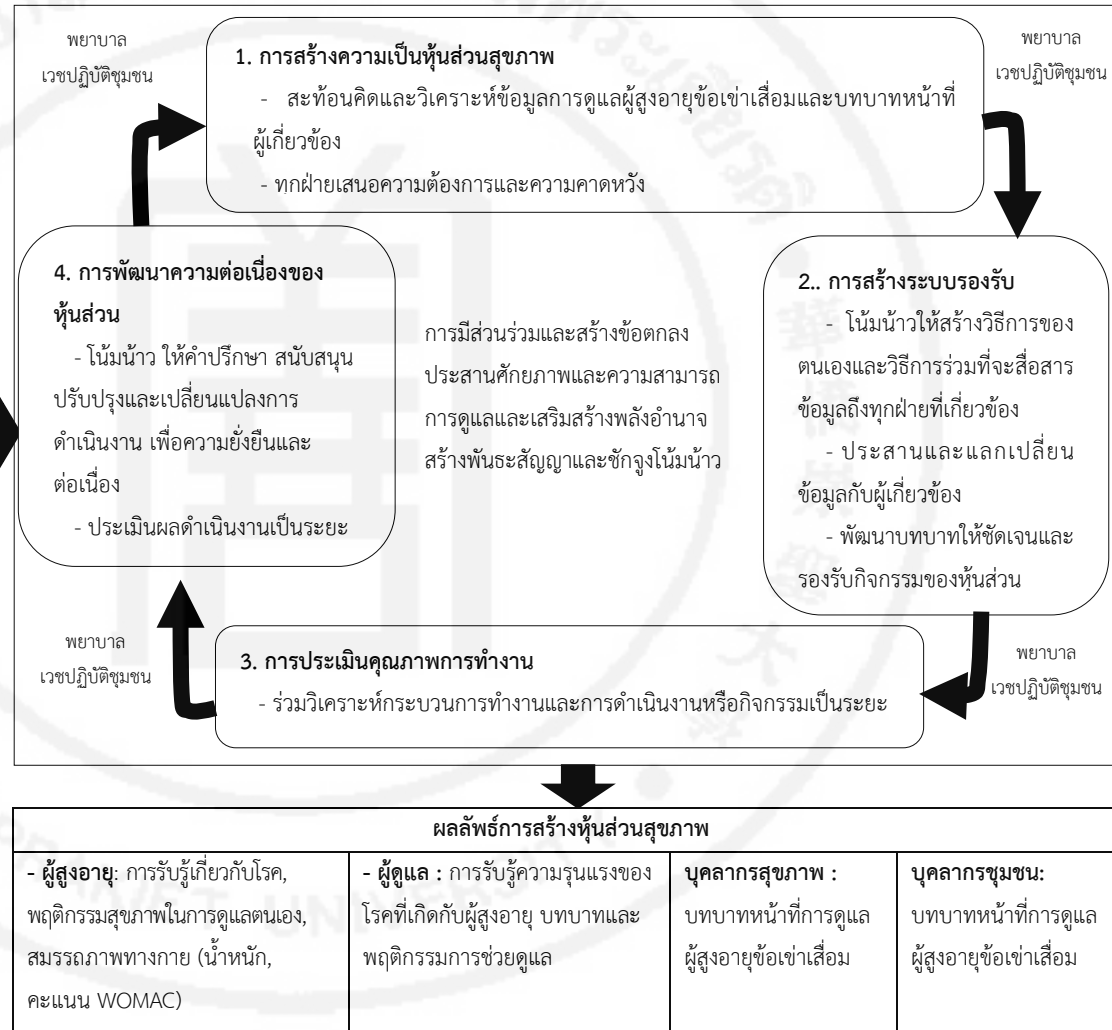 พยาบาล
เวชปฏิบัติชุมชน
1. การสร้างความเป็นหุ้นส่วนสุขภาพ
- สะท้อนคิดและวิเคราะห์ข้อมูลการดูแลผู้สูงอายุข้อเข่าเสื่อมและบทบาทหน้าที่
ผู้เกี่ยวข้อง
- ทกฝ่ายเสนอความต้องการและความคาดหวัง
พยาบาล
เวชปฏิบัติชุมชน
2.. การสร้างระบบรองรับ
- โน้มน้าวให้สร้างวิธีการของ
ตนเองและวิธีการร่วมที่จะสื่อสาร
ข้อมูลถึงทุกฝ่ายที่เกี่ยวข้อง
- ประสานและแลกเปลี่ยน
ข้อมูลกับผู้เกี่ยวข้อง
- พัฒนาบทบาทให้ชัดเจนและ
รองรับกิจกรรมของหุ้นส่วน
4. การพัฒนาความต่อเนื่องของ
หุ้นส่วน
- โน้มน้าว ให้คำปรึกษา สนับสนุน
ปรับปรุงและเปลี่ยนแปลงการ
ดำเนินงาน เพื่อความยั่งยืนและ
ต่อเนื่อง
- ประเมินผลดำเนินงานเป็นระยะ
การมีส่วนร่วมและสร้างข้อตกลง
ประสานศักยภาพและความสามารถ
การดูแลและเสริมสร้างพลังอำนาจ
สร้างพันธะสัญญาและชักจูงโน้มน้าว
พยาบาล
เวชปฏิบัติชุมชน
3. การประเมินคุณภาพการทำงาน
- ร่วมวิเคราะห์กระบวนการทำงานและการดำเนินงานหรือกิจกรรมเป็นระยะ
พยาบาล
เวชปฏิบัติชุมชน
ผลลัพธ์การสร้างหุ้นส่วนสุขภาพ
- ผู้สูงอายุ: การรับรู้เกี่ยวกับโรค,
พฤติกรรมสุขภาพในการดูแลตนเอง,
สมรรถภาพทางกาย (น้ำหนัก,
คะแนน WOMAC)
- ผู้ดูแล : การรับรู้ความรุนแรงของ
โรคที่เกิดกับผู้สูงอายุ บทบาทและ
พฤติกรรมการช่วยดูแล
บุคลากรสุขภาพ :
บทบาทหน้าที่การดูแล
ผู้สูงอายุข้อเข่าเสื่อม
บุคลากรชุมชน:
บทบาทหน้าที่การดูแล
ผู้สูงอายุข้อเข่าเสื่อม